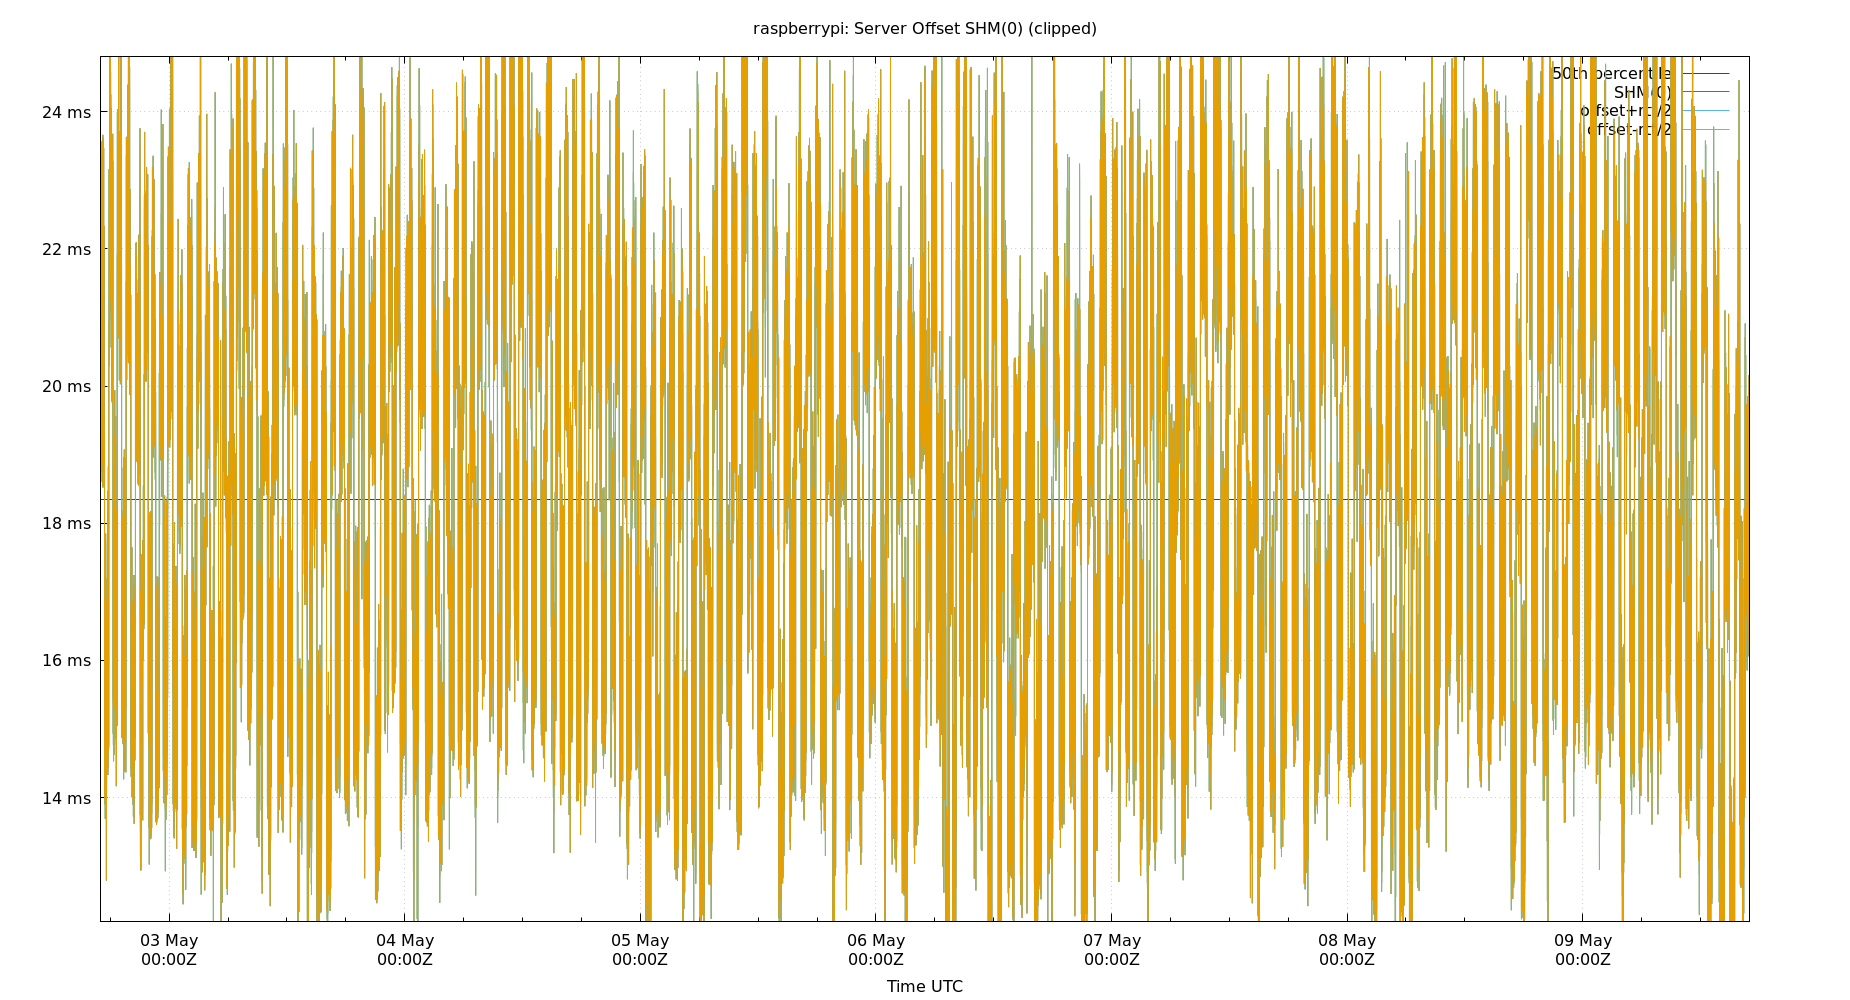 raspberrypi: Server Offset SHM(0) (clipped)
50th percentile
SHM(0)
offset+rtt/2
offset-rtt/2
24 ms
22 ms
20 ms
18 ms
16 ms
14 ms
03 May 04 May 05 May 06 May 07 May 08 May 09 May
00:00Z 00:00Z 00:00Z 00:00Z 00:00Z 00:00Z 00:00Z
Time UTC